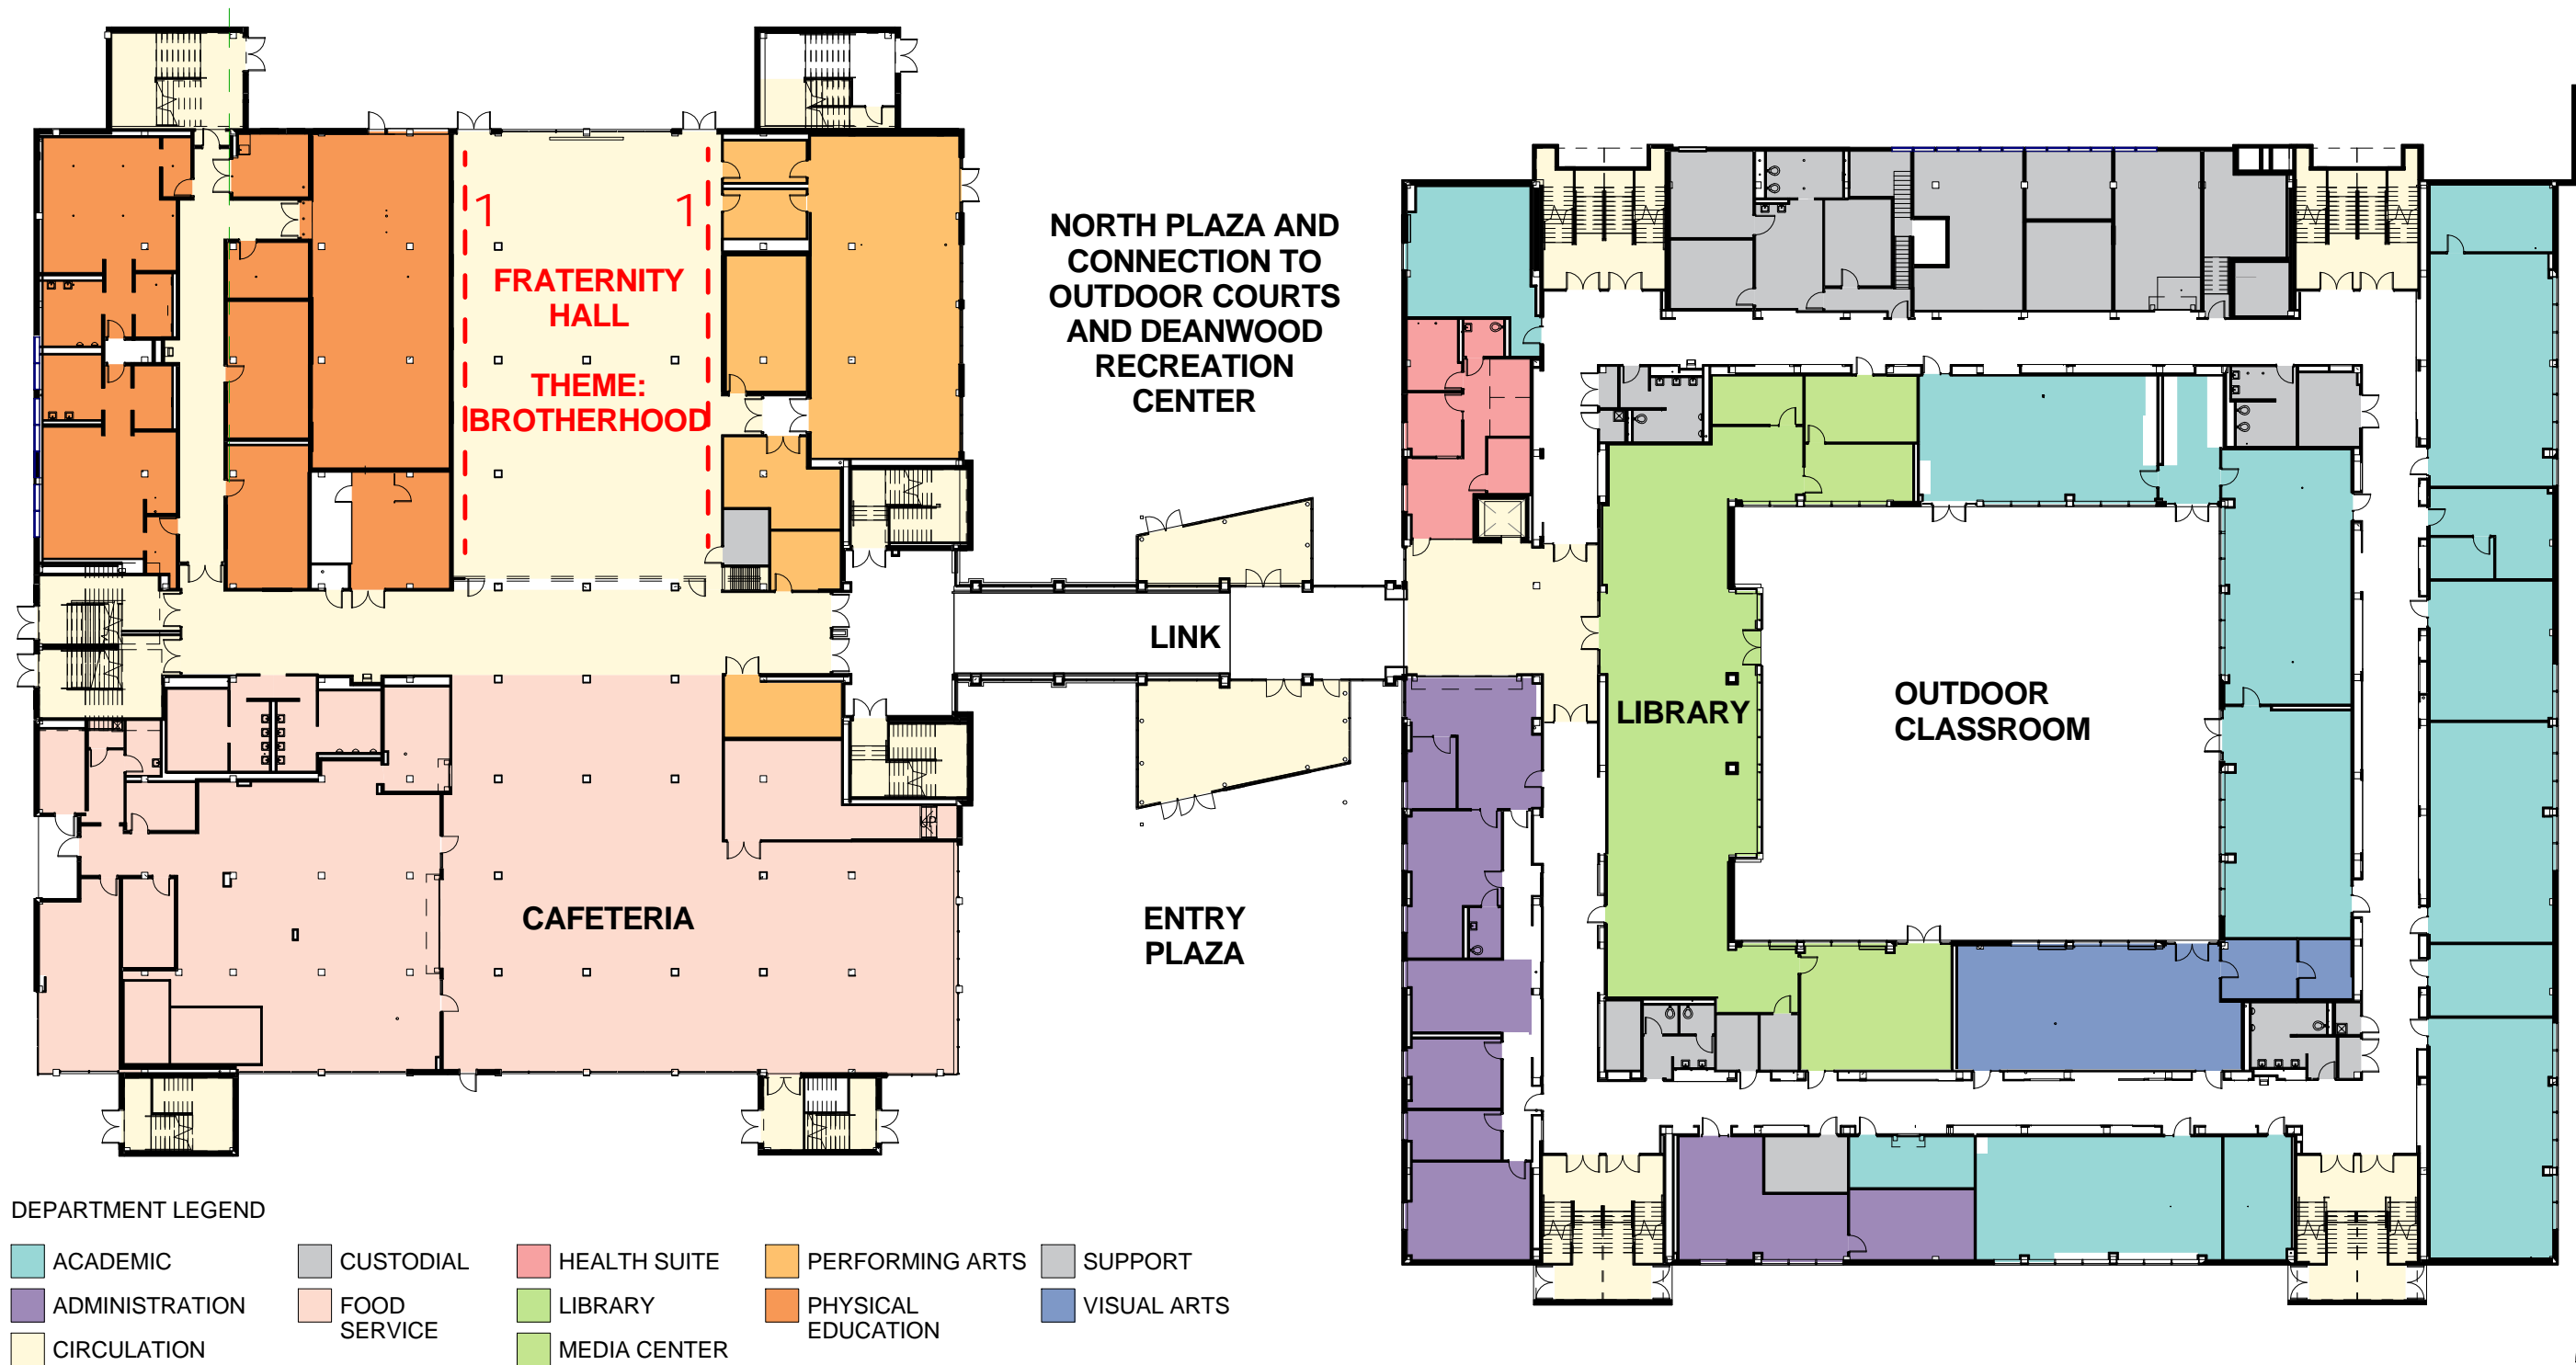 1
1
FRATERNITY
HALL
THEME:
BROTHERHOOD
NORTH PLAZA AND
CONNECTION TO
OUTDOOR COURTS
AND DEANWOOD
RECREATION
CENTER
LINK
LIBRARY
OUTDOOR
CLASSROOM
CAFETERIA
ENTRY
PLAZA
DEPARTMENT LEGEND
ACADEMIC
ADMINISTRATION
CIRCULATION
CUSTODIAL
FOOD
SERVICE
HEALTH SUITE
LIBRARY
MEDIA CENTER
PERFORMING ARTS
PHYSICAL
EDUCATION
SUPPORT
VISUAL ARTS